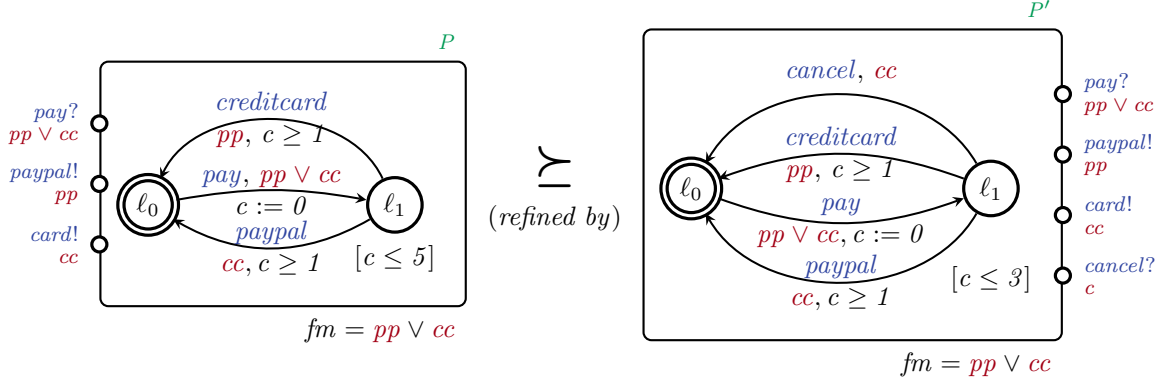 P
pay?
pp ∨ cc
paypal!
pp
card!
cc
creditcard
pp, c ≥ 1
pay, pp ∨ cc
c := 0
paypal
cc, c ≥ 1
ℓ0
ℓ1
[c ≤ 5]
fm = pp ∨ cc
⪰
(refined by)
P′
cancel, cc
creditcard
pp, c ≥ 1
pay
pp ∨ cc, c := 0
paypal
cc, c ≥ 1
ℓ0
ℓ1
[c ≤ 3]
pay?
pp ∨ cc
paypal!
pp
card!
cc
cancel?
c
fm = pp ∨ cc